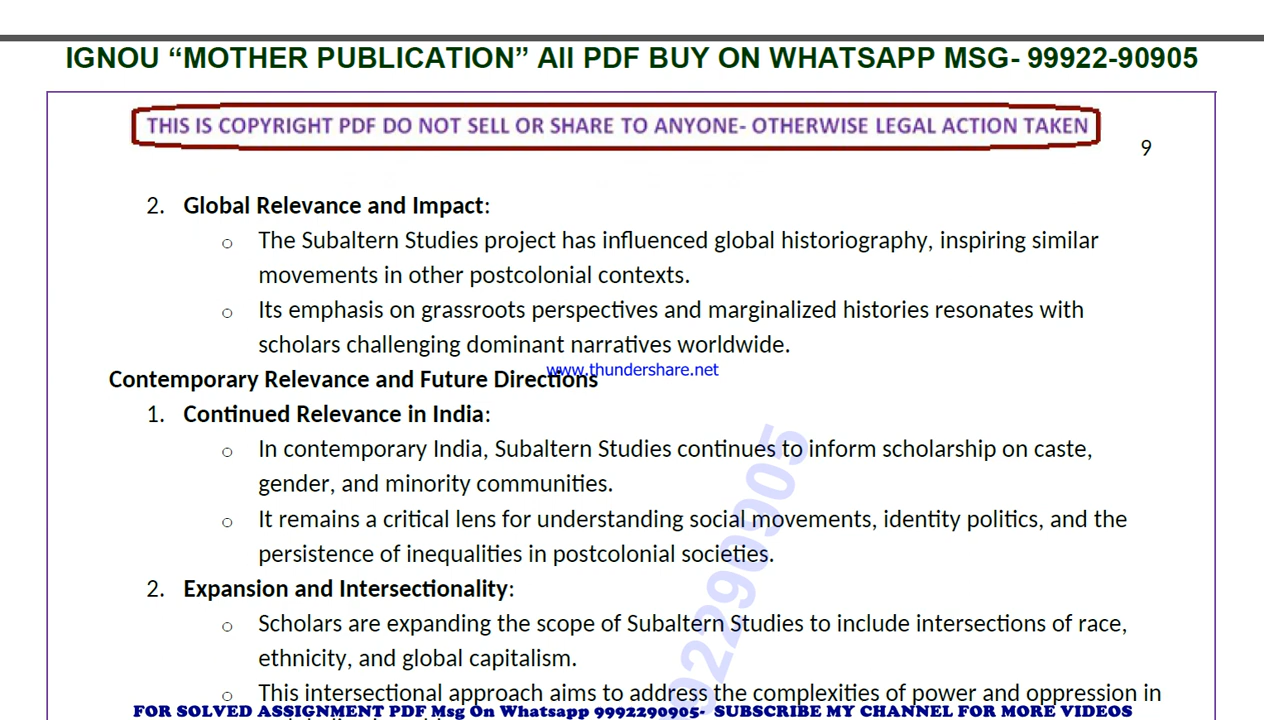 IGNOU “MOTHER PUBLICATION” All PDF BUY ON WHATSAPP MSG- 99922-90905
THIS IS COPYRIGHT PDF DO NOT SELL OR SHARE TO ANYONE- OTHERWISE LEGAL ACTION TAKEN
9
2. Global Relevance and Impact:
○ The Subaltern Studies project has influenced global historiography, inspiring similar
movements in other postcolonial contexts.
○ Its emphasis on grassroots perspectives and marginalized histories resonates with
scholars challenging dominant narratives worldwide.
www.thundershare.net
Contemporary Relevance and Future Directions
1. Continued Relevance in India:
○ In contemporary India, Subaltern Studies continues to inform scholarship on caste,
gender, and minority communities.
○ It remains a critical lens for understanding social movements, identity politics, and the
persistence of inequalities in postcolonial societies.
2. Expansion and Intersectionality:
○ Scholars are expanding the scope of Subaltern Studies to include intersections of race,
ethnicity, and global capitalism.
○ This intersectional approach aims to address the complexities of power and oppression in
FOR SOLVED ASSIGNMENT PDF Msg On Whatsapp 9992290905- SUBSCRIBE MY CHANNEL FOR MORE VIDEOS